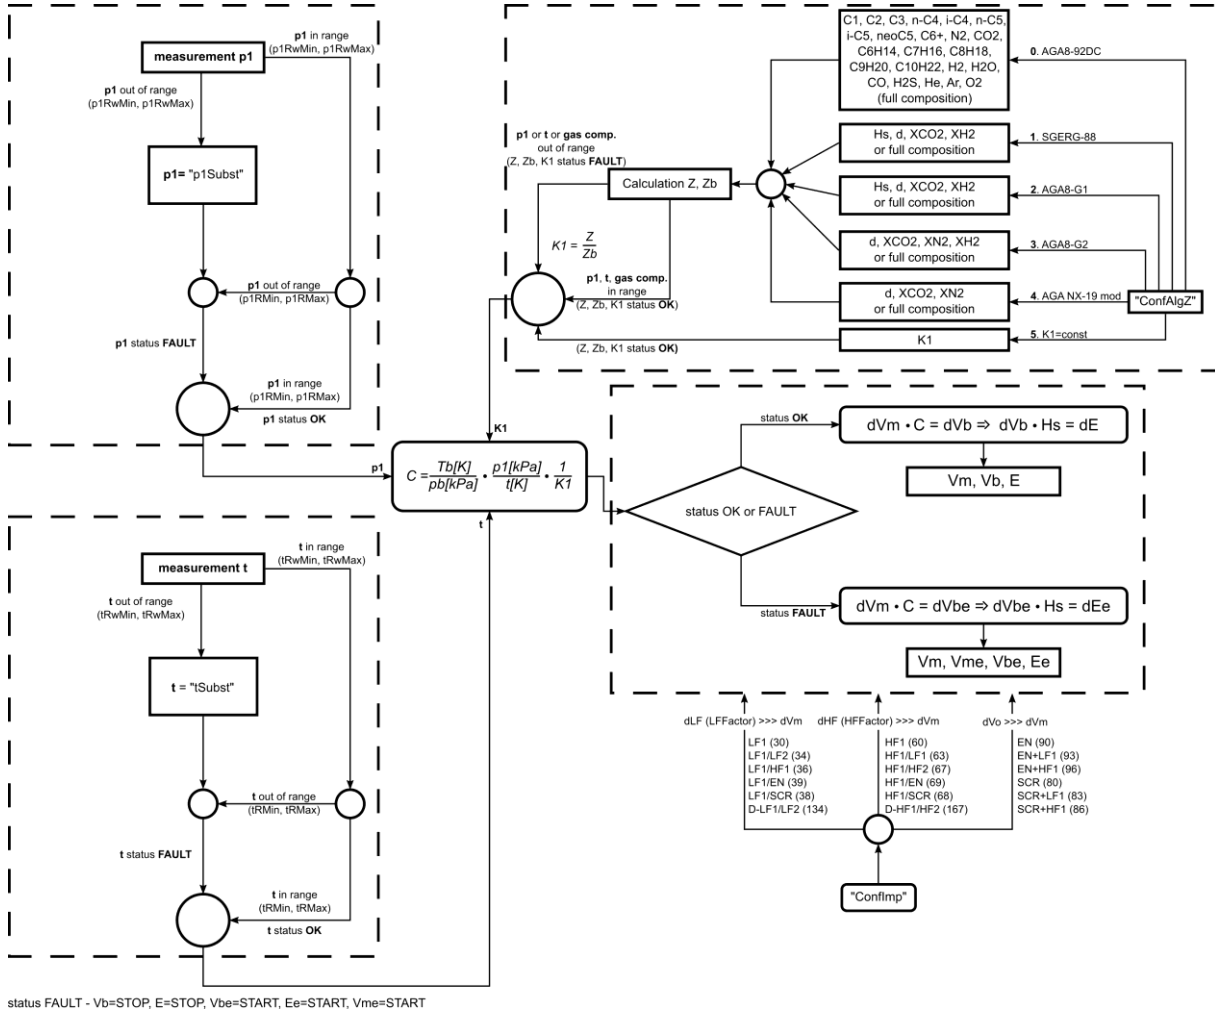 p1 in range
(p1RwMin, p1RwMax)
measurement p1
p1 out of range
(p1RwMin, p1RwMax)
p1= "p1Subst"
p1 out of range
(p1RMin, p1RMax)
p1 status FAULT
p1 in range
(p1RMin, p1RMax)
p1 status OK
C1, C2, C3, n-C4, i-C4, n-C5,
i-C5, neoC5, C6+, N2, CO2,
C6H14, C7H16, C8H18,
C9H20, C10H22, H2, H2O,
CO, H2S, He, Ar, O2
(full composition)
0. AGA8-92DC
Hs, d, XCO2, XH2
or full composition
1. SGERG-88
Hs, d, XCO2, XH2
or full composition
2. AGA8-G1
d, XCO2, XN2, XH2
or full composition
3. AGA8-G2
d, XCO2, XN2
or full composition
4. AGA NX-19 mod
"ConfAlgZ"
K1
5. K1=const
p1 or t or gas comp.
out of range
(Z, Zb, K1 status FAULT)
Calculation Z, Zb
K1 = Z
Zb
p1, t, gas comp.
in range
(Z, Zb, K1 status OK)
(Z, Zb, K1 status OK)
K1
p1
C = Tb[K] • p1[kPa] • 1
pb[kPa] t[K] K1
t
status OK
dVm • C = dVb ⇒ dVb • Hs = dE
Vm, Vb, E
status OK or FAULT
status FAULT
dVm • C = dVbe ⇒ dVbe • Hs = dEe
Vm, Vme, Vbe, Ee
t in range
(tRwMin, tRwMax)
measurement t
t out of range
(tRwMin, tRwMax)
t = "tSubst"
t out of range
(tRMin, tRMax)
t status FAULT
t in range
(tRMin, tRMax)
t status OK
dLF (LFFactor) >>> dVm
LF1 (30)
LF1/LF2 (34)
LF1/HF1 (36)
LF1/EN (39)
LF1/SCR (38)
D-LF1/LF2 (134)
dHF (HFFactor) >>> dVm
HF1 (60)
HF1/LF1 (63)
HF1/HF2 (67)
HF1/EN (69)
HF1/SCR (68)
D-HF1/HF2 (167)
dVo >>> dVm
EN (90)
EN+LF1 (93)
EN+HF1 (96)
SCR (80)
SCR+LF1 (83)
SCR+HF1 (86)
"ConfImp"
status FAULT - Vb=STOP, E=STOP, Vbe=START, Ee=START, Vme=START